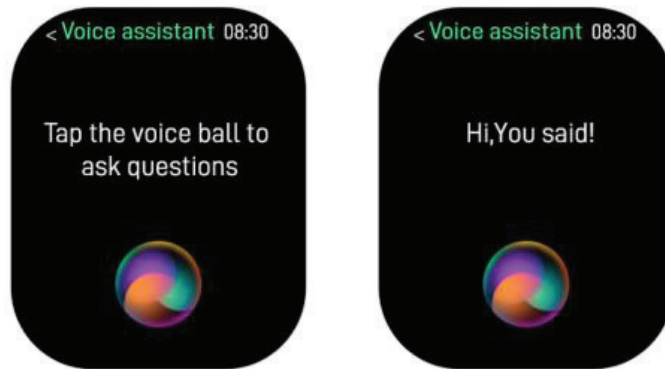 < Voice assistant 08:30
Tap the voice ball to
ask questions
< Voice assistant 08:30
Hi,You said!